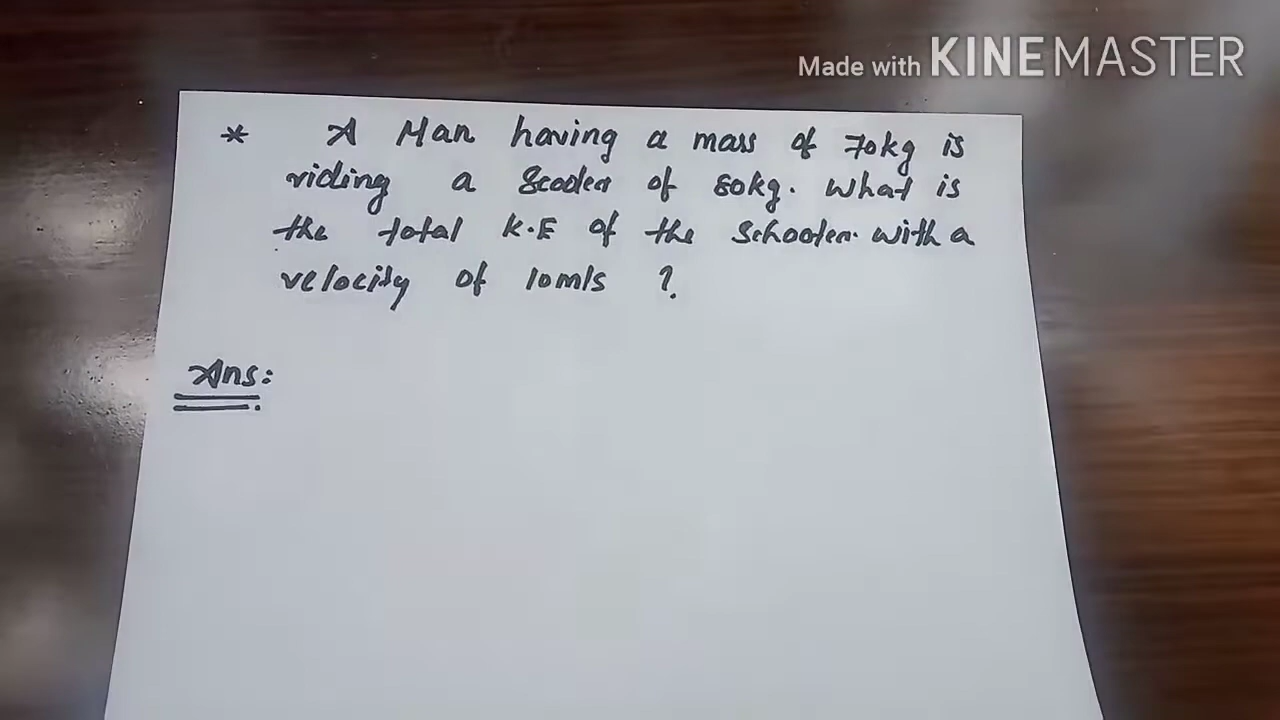 Made with KINEMASTER
* A Man having a mass of 70kg is
riding a Scooter of 80kg. What is
the total K.E of the Schooter. with a
velocity of 10m/s ?
Ans: